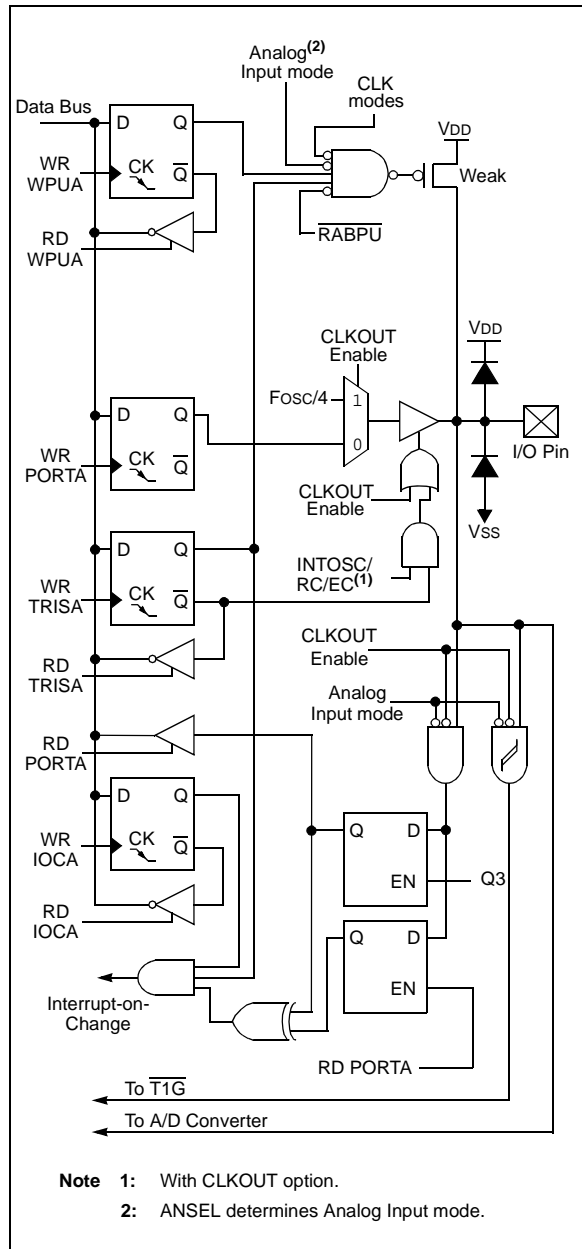 Analog(2)
Input mode
CLK
modes
Data Bus
VDD
D Q
WR
WPUA
CK Q
Weak
RD
WPUA
RABPU
CLKOUT
Enable
VDD
FOSC/4
1
D Q
0
I/O Pin
WR
PORTA
CK Q
CLKOUT
Enable
VSS
D Q
INTOSC/
RC/EC(1)
WR
TRISA
CK Q
CLKOUT
Enable
RD
TRISA
Analog
Input mode
RD
PORTA
D Q
Q D
WR
IOCA
CK Q
EN
Q3
RD
IOCA
Q D
EN
Interrupt-on-
Change
RD PORTA
To T1G
To A/D Converter
Note 1: With CLKOUT option.
2: ANSEL determines Analog Input mode.